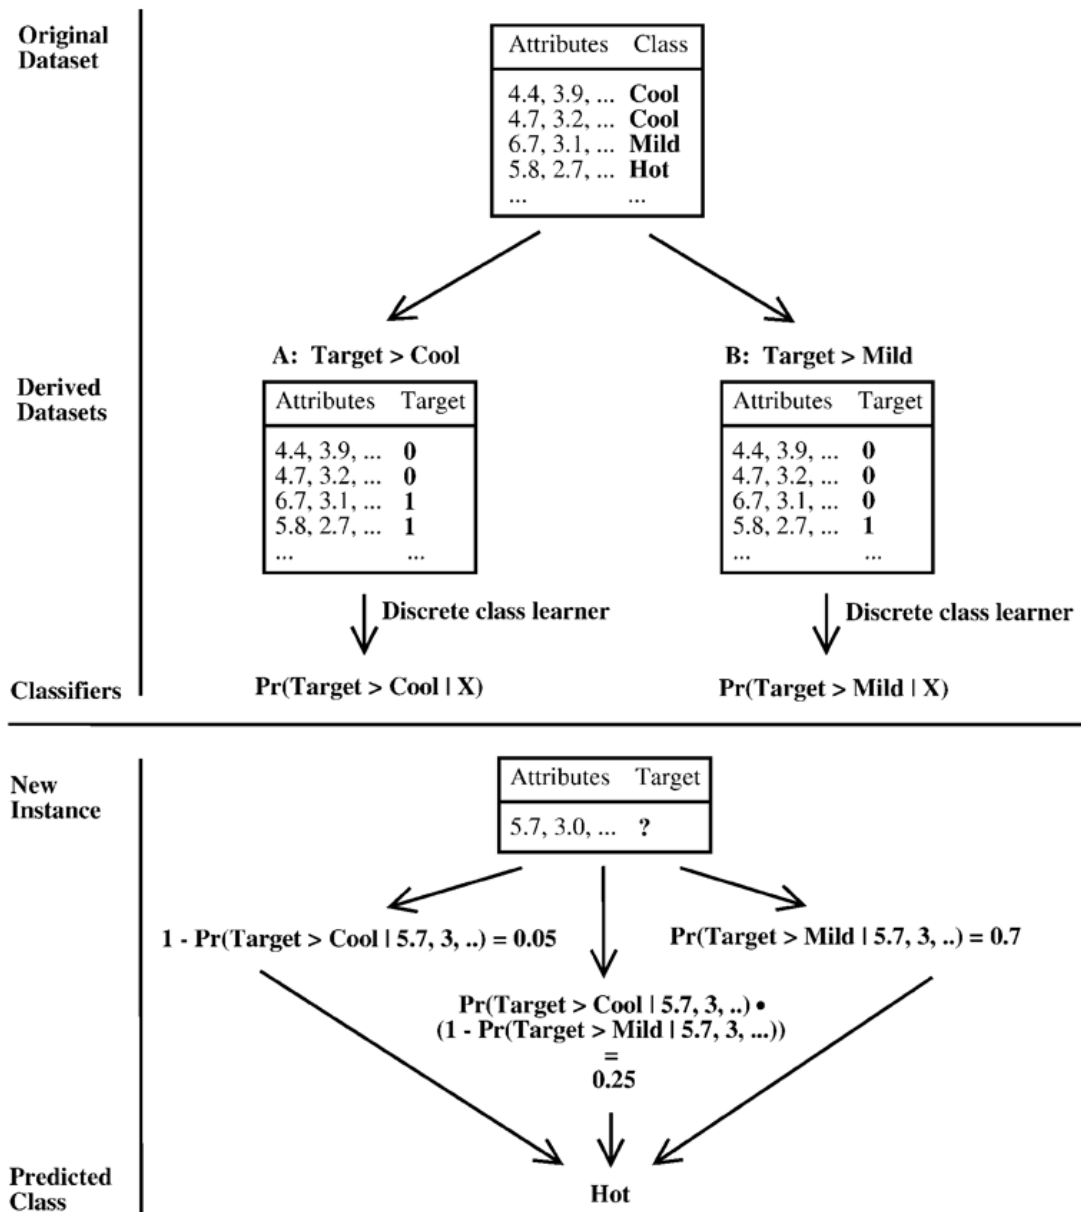 Original
Dataset
Attributes Class
4.4, 3.9, ... Cool
4.7, 3.2, ... Cool
6.7, 3.1, ... Mild
5.8, 2.7, ... Hot
... ...
A: Target > Cool
B: Target > Mild
Derived
Datasets
Attributes Target
4.4, 3.9, ... 0
4.7, 3.2, ... 0
6.7, 3.1, ... 1
5.8, 2.7, ... 1
... ...
Attributes Target
4.4, 3.9, ... 0
4.7, 3.2, ... 0
6.7, 3.1, ... 0
5.8, 2.7, ... 1
... ...
Discrete class learner
Discrete class learner
Classifiers
Pr(Target > Cool | X)
Pr(Target > Mild | X)
New
Instance
Attributes Target
5.7, 3.0, ... ?
1 - Pr(Target > Cool | 5.7, 3, ..) = 0.05
Pr(Target > Mild | 5.7, 3, ..) = 0.7
Pr(Target > Cool | 5.7, 3, ..) •
(1 - Pr(Target > Mild | 5.7, 3, ...))
=
0.25
Predicted
Class
Hot